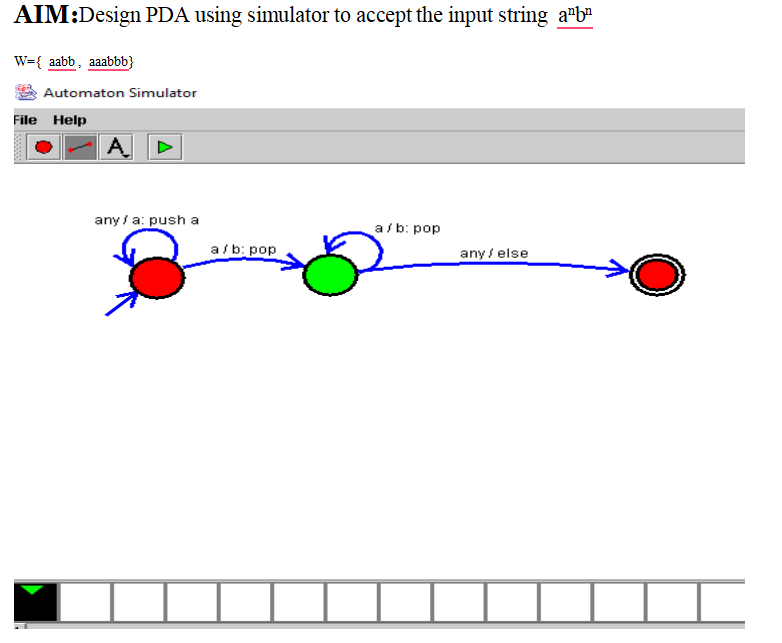 AIM:Design PDA using simulator to accept the input string aⁿbⁿ
W={ aabb , aaabbb}
Automaton Simulator
File Help
A
any / a: push a
a / b: pop
a / b: pop
any / else